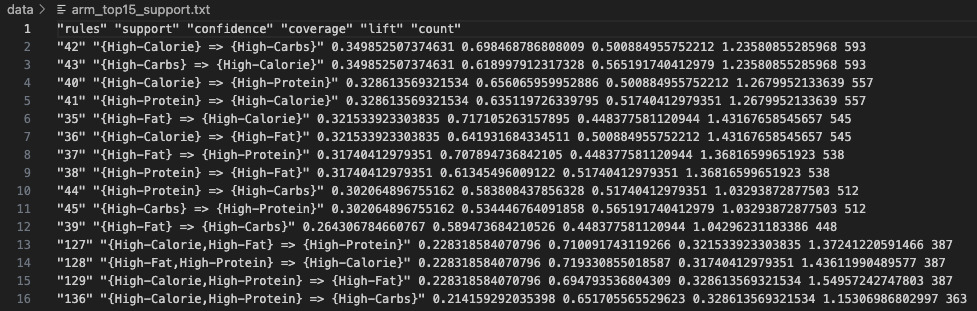 data > arm_top15_support.txt
1 "rules" "support" "confidence" "coverage" "lift" "count"
2 "42" "{High-Calorie} => {High-Carbs}" 0.349852507374631 0.698468786808009 0.500884955752212 1.23580855285968 593
3 "43" "{High-Carbs} => {High-Calorie}" 0.349852507374631 0.618997912317328 0.565191740412979 1.23580855285968 593
4 "40" "{High-Calorie} => {High-Protein}" 0.328613569321534 0.656065959952886 0.500884955752212 1.2679952133639 557
5 "41" "{High-Protein} => {High-Calorie}" 0.328613569321534 0.635119726339795 0.51740412979351 1.2679952133639 557
6 "35" "{High-Fat} => {High-Calorie}" 0.321533923303835 0.717105263157895 0.448377581120944 1.43167658545657 545
7 "36" "{High-Calorie} => {High-Fat}" 0.321533923303835 0.641931684334511 0.500884955752212 1.43167658545657 545
8 "37" "{High-Fat} => {High-Protein}" 0.31740412979351 0.707894736842105 0.448377581120944 1.36816599651923 538
9 "38" "{High-Protein} => {High-Fat}" 0.31740412979351 0.61345496009122 0.51740412979351 1.36816599651923 538
10 "44" "{High-Protein} => {High-Carbs}" 0.302064896755162 0.583808437856328 0.51740412979351 1.03293872877503 512
11 "45" "{High-Carbs} => {High-Protein}" 0.302064896755162 0.534446764091858 0.565191740412979 1.03293872877503 512
12 "39" "{High-Fat} => {High-Carbs}" 0.264306784660767 0.589473684210526 0.448377581120944 1.04296231183386 448
13 "127" "{High-Calorie,High-Fat} => {High-Protein}" 0.228318584070796 0.710091743119266 0.321533923303835 1.37241220591466 387
14 "128" "{High-Fat,High-Protein} => {High-Calorie}" 0.228318584070796 0.719330855018587 0.31740412979351 1.43611990489577 387
15 "129" "{High-Calorie,High-Protein} => {High-Fat}" 0.228318584070796 0.694793536804309 0.328613569321534 1.54957242747803 387
16 "136" "{High-Calorie,High-Protein} => {High-Carbs}" 0.214159292035398 0.651705565529623 0.328613569321534 1.15306986802997 363